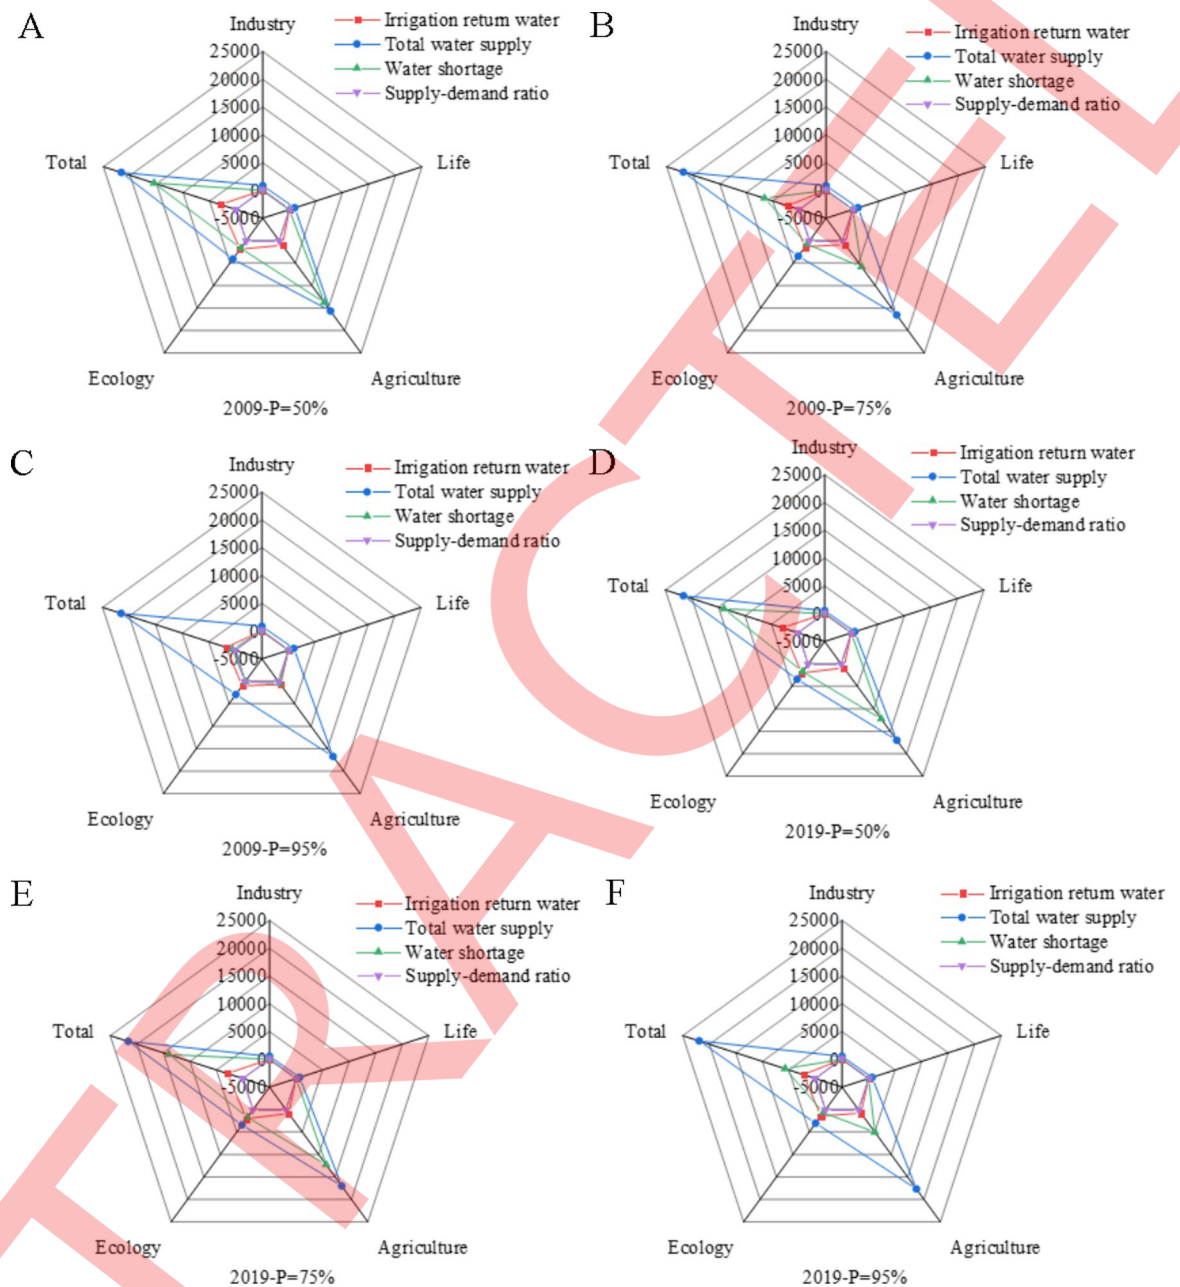 A
Industry
Irrigation return water
Total water supply
Water shortage
Supply-demand ratio
25000
20000
15000
10000
5000
0
-5000
Total
Life
Ecology
Agriculture
2009-P=50%
B
Industry
Irrigation return water
Total water supply
Water shortage
Supply-demand ratio
25000
20000
15000
10000
5000
0
-5000
Total
Life
Ecology
Agriculture
2009-P=75%
C
Industry
Irrigation return water
Total water supply
Water shortage
Supply-demand ratio
25000
20000
15000
10000
5000
0
-5000
Total
Life
Ecology
Agriculture
2009-P=95%
D
Industry
Irrigation return water
Total water supply
Water shortage
Supply-demand ratio
25000
20000
15000
10000
5000
0
-5000
Total
Life
Ecology
Agriculture
2019-P=50%
E
Industry
Irrigation return water
Total water supply
Water shortage
Supply-demand ratio
25000
20000
15000
10000
5000
0
-5000
Total
Life
Ecology
Agriculture
2019-P=75%
F
Industry
Irrigation return water
Total water supply
Water shortage
Supply-demand ratio
25000
20000
15000
10000
5000
0
-5000
Total
Life
Ecology
Agriculture
2019-P=95%